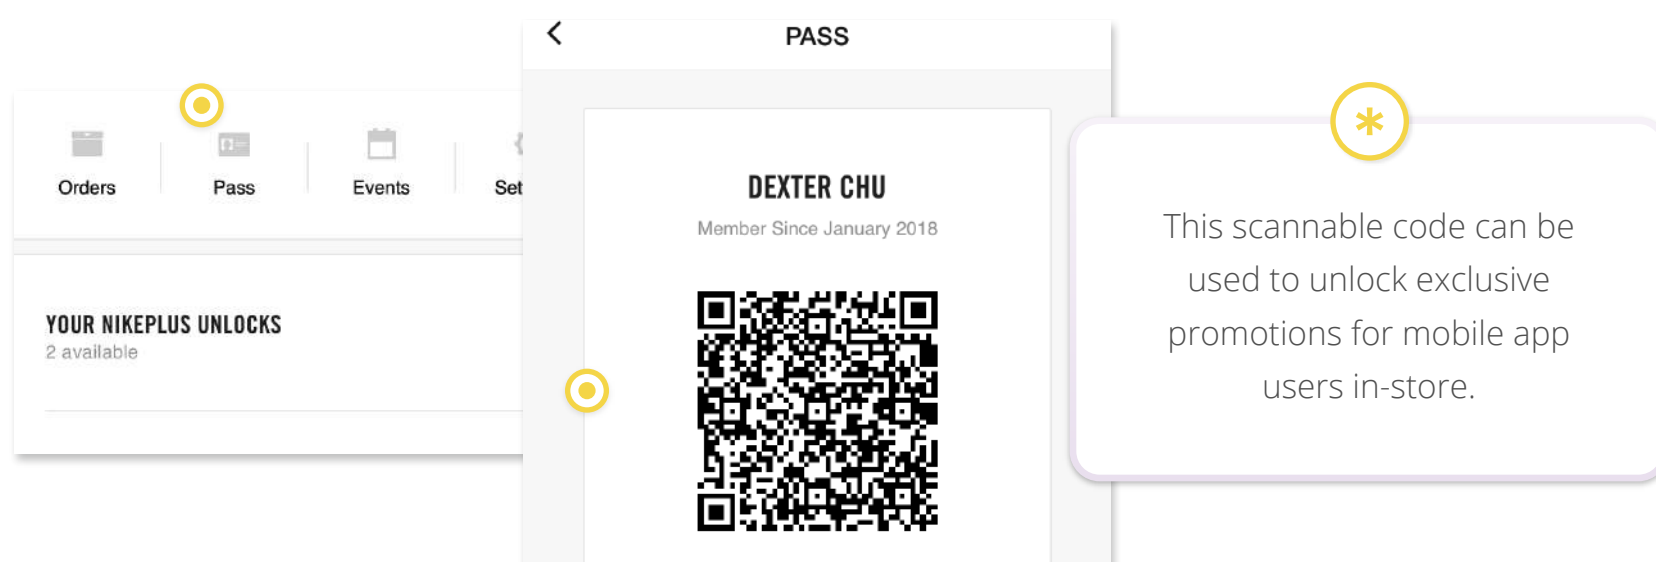 PASS
Orders
Pass
Events
Set
YOUR NIKEPLUS UNLOCKS
2 available
DEXTER CHU
Member Since January 2018
*
This scannable code can be
used to unlock exclusive
promotions for mobile app
users in-store.